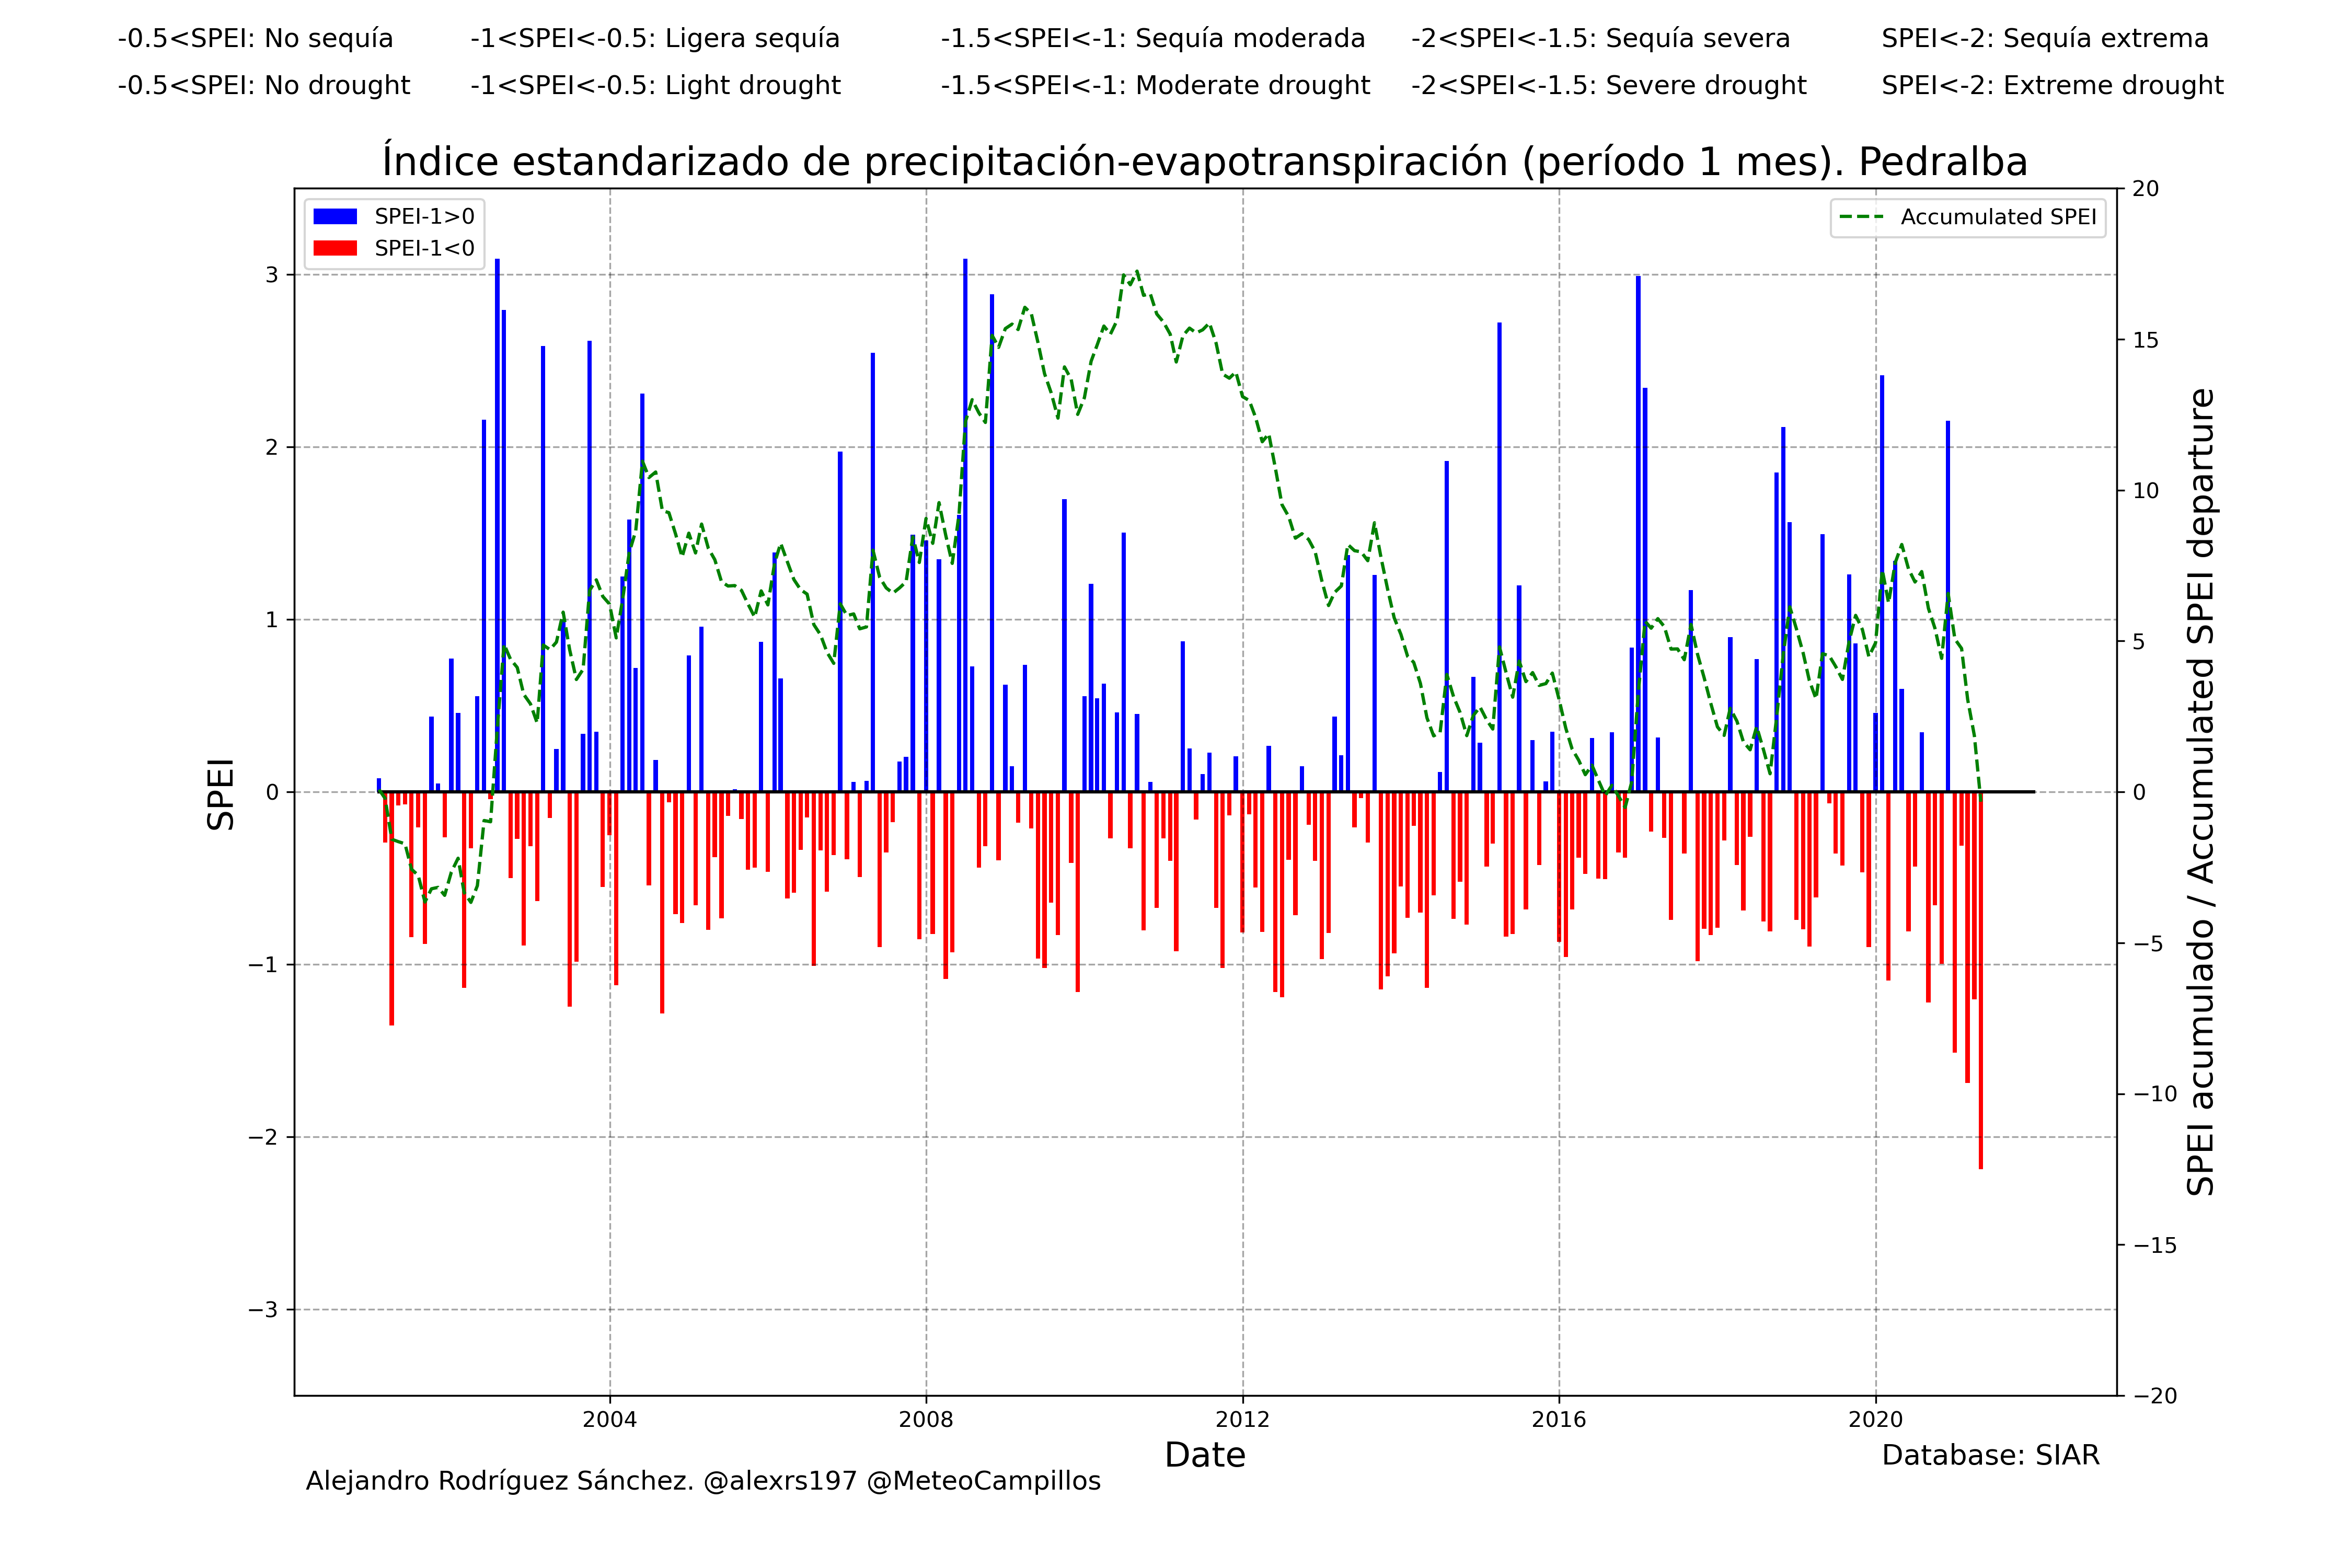 -0.5<SPEI: No sequía -1<SPEI<-0.5: Ligera sequía -1.5<SPEI<-1: Sequía moderada -2<SPEI<-1.5: Sequía severa SPEI<-2: Sequía extrema
-0.5<SPEI: No drought -1<SPEI<-0.5: Light drought -1.5<SPEI<-1: Moderate drought -2<SPEI<-1.5: Severe drought SPEI<-2: Extreme drought
Índice estandarizado de precipitación-evapotranspiración (período 1 mes). Pedralba
SPEI-1>0
SPEI-1<0
Accumulated SPEI
SPEI
3
2
1
0
−1
−2
−3
20
15
10
5
0
−5
−10
−15
−20
SPEI acumulado / Accumulated SPEI departure
2004 2008 2012 2016 2020
Date
Database: SIAR
Alejandro Rodríguez Sánchez. @alexrs197 @MeteoCampillos